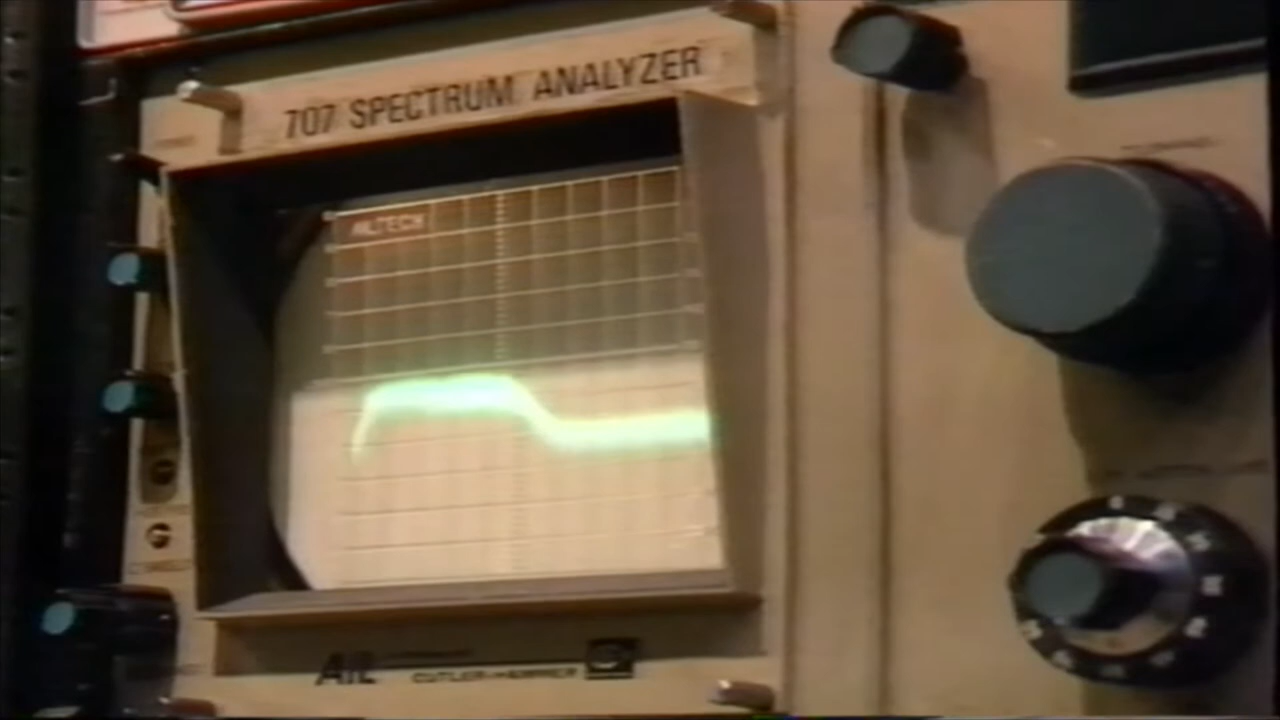 707 SPECTRUM ANALYZER
AILTECH
AIL
CUTLER-HAMMER